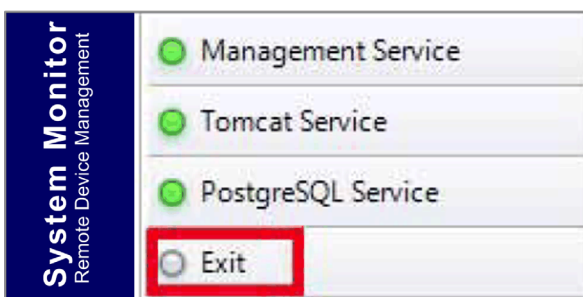 System Monitor
Remote Device Management
Management Service
Tomcat Service
PostgreSQL Service
Exit